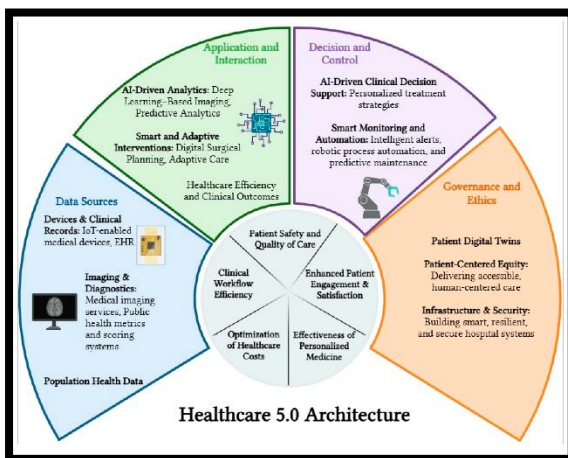 Application and
Interaction
AI-Driven Analytics: Deep
Learning–Based Imaging,
Predictive Analytics
Smart and Adaptive
Interventions: Digital Surgical
Planning, Adaptive Care
Healthcare Efficiency
and Clinical Outcomes
Decision and
Control
AI-Driven Clinical Decision
Support: Personalized treatment
strategies
Smart Monitoring and
Automation: Intelligent alerts,
robotic process automation, and
predictive maintenance
Data Sources
Devices & Clinical
Records: IoT-enabled
medical devices, EHR
Imaging &
Diagnostics:
Medical imaging
services, Public
health metrics
and scoring
systems
Population Health Data
Governance and
Ethics
Patient Digital Twins
Patient-Centered Equity:
Delivering accessible,
human-centered care
Infrastructure & Security:
Building smart, resilient,
and secure hospital systems
Patient Safety and
Quality of Care
Clinical
Workflow
Efficiency
Enhanced Patient
Engagement &
Satisfaction
Optimization
of Healthcare
Costs
Effectiveness of
Personalized
Medicine
Healthcare 5.0 Architecture